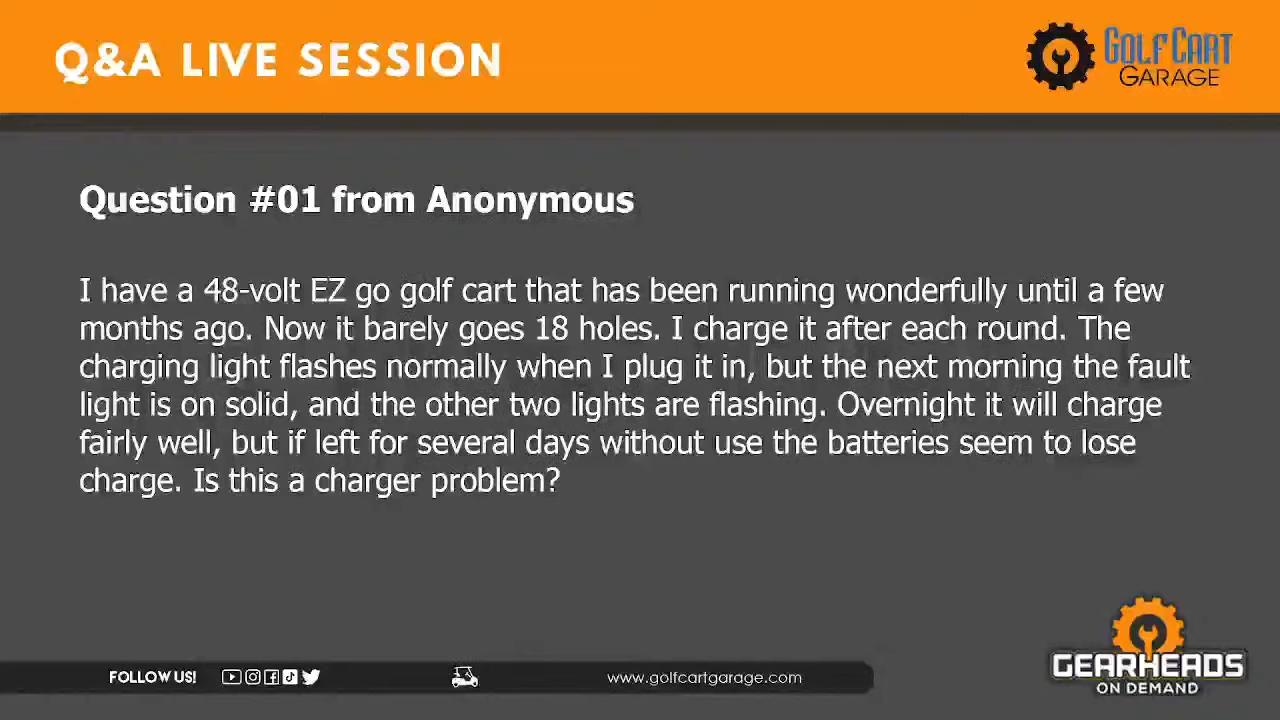 Q&A LIVE SESSION
GOLF CART
GARAGE
Question #01 from Anonymous
I have a 48-volt EZ go golf cart that has been running wonderfully until a few
months ago. Now it barely goes 18 holes. I charge it after each round. The
charging light flashes normally when I plug it in, but the next morning the fault
light is on solid, and the other two lights are flashing. Overnight it will charge
fairly well, but if left for several days without use the batteries seem to lose
charge. Is this a charger problem?
FOLLOW US!
www.golfcartgarage.com
GEARHEADS
ON DEMAND